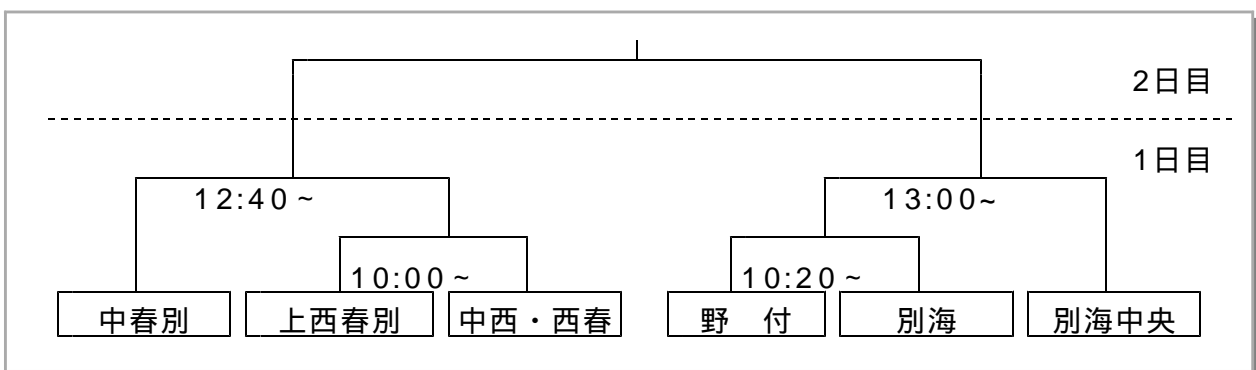 2日目
1日目
12:40~ 13:00~
10:00~ 10:20~
中春別 上西春別 中西・西春 野　付 別海 別海中央